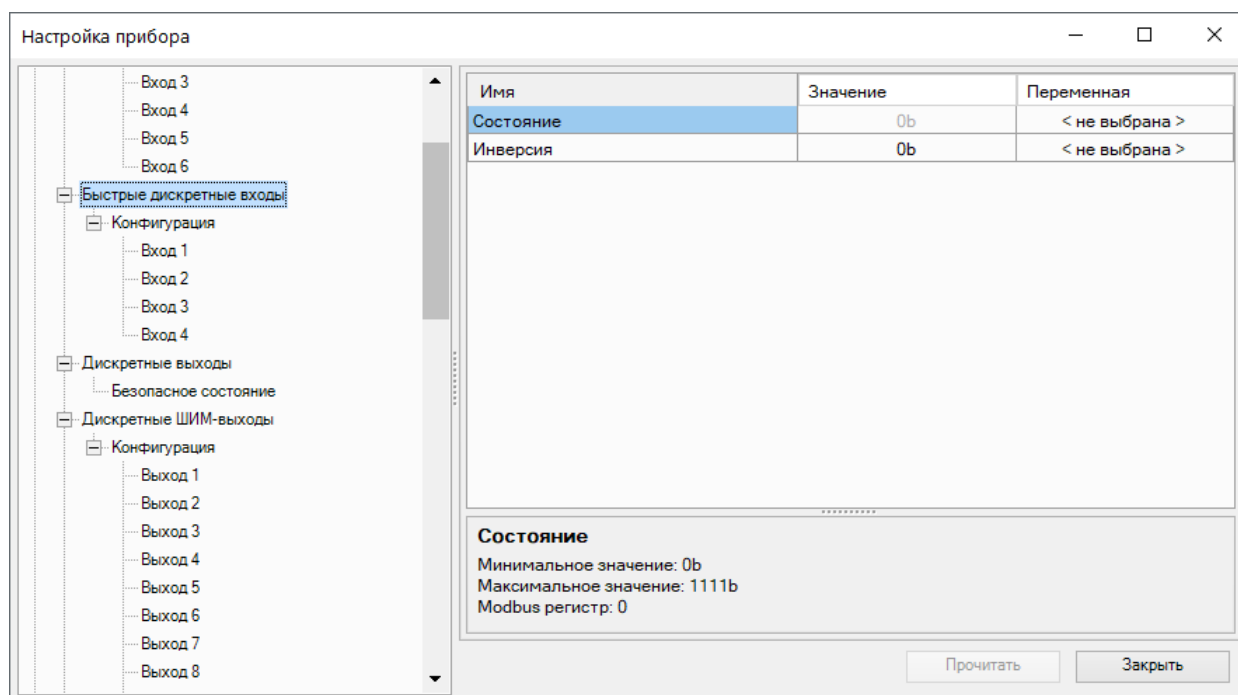 Настройка прибора
Вход 3
Вход 4
Вход 5
Вход 6
Быстрые дискретные входы
Конфигурация
Вход 1
Вход 2
Вход 3
Вход 4
Дискретные выходы
Безопасное состояние
Дискретные ШИМ-выходы
Конфигурация
Выход 1
Выход 2
Выход 3
Выход 4
Выход 5
Выход 6
Выход 7
Выход 8
Имя Значение Переменная
Состояние 0b < не выбрана >
Инверсия 0b < не выбрана >
Состояние
Минимальное значение: 0b
Максимальное значение: 1111b
Modbus регистр: 0
Прочитать Закрыть